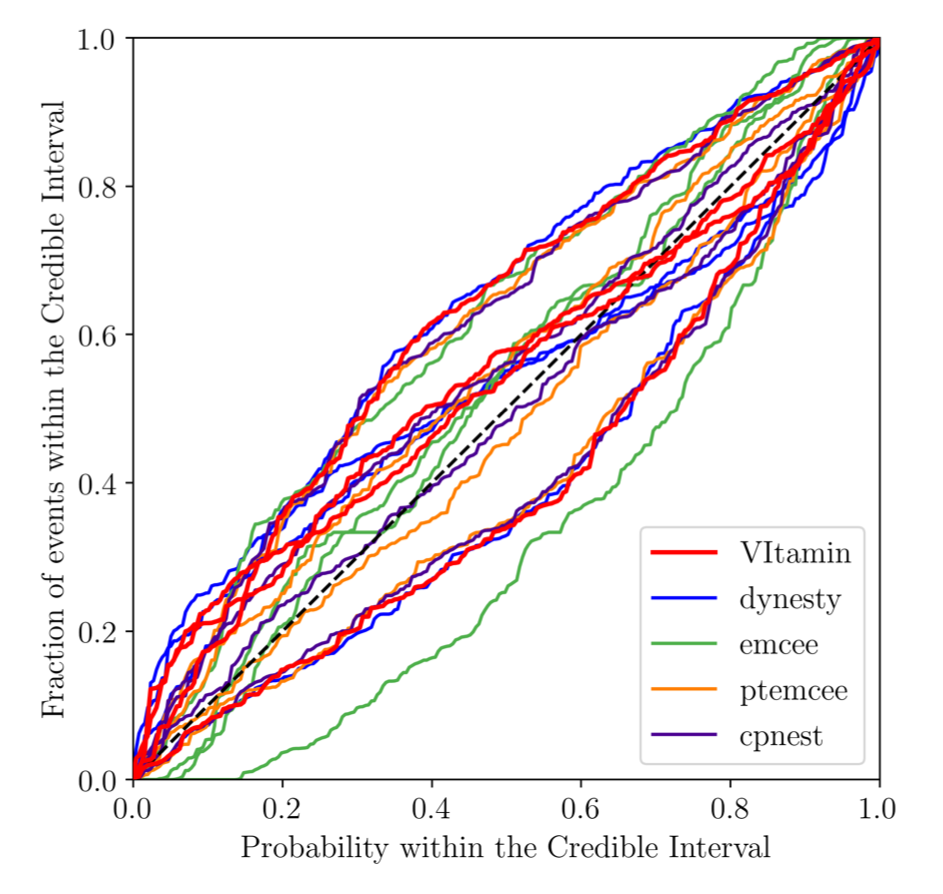 Fraction of events within the Credible Interval
1.0
0.8
0.6
0.4
0.2
0.0
0.0 0.2 0.4 0.6 0.8 1.0
Probability within the Credible Interval
VItamin
dynesty
emcee
ptemcee
cpnest